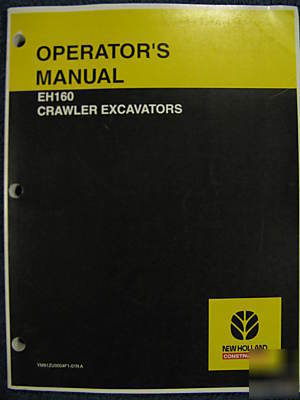 OPERATOR'S
MANUAL
EH160
CRAWLER EXCAVATORS
NEW HOLLAND